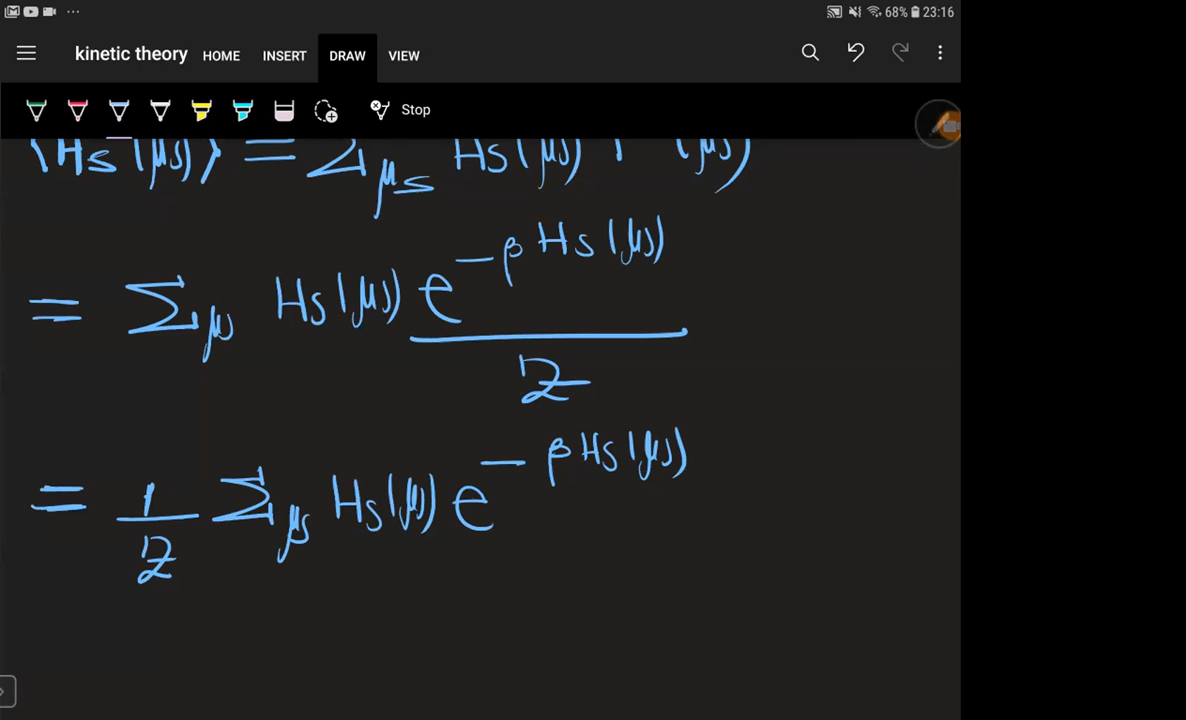 ··· 68% 23:16
kinetic theory HOME INSERT DRAW VIEW
Stop
⟨Hs(μs)⟩ = Σμs Hs(μs) P (μs)
= Σμs Hs(μs) e^-βHs(μs)
Z
= 1/Z Σμs Hs(μs) e^-βHs(μs)